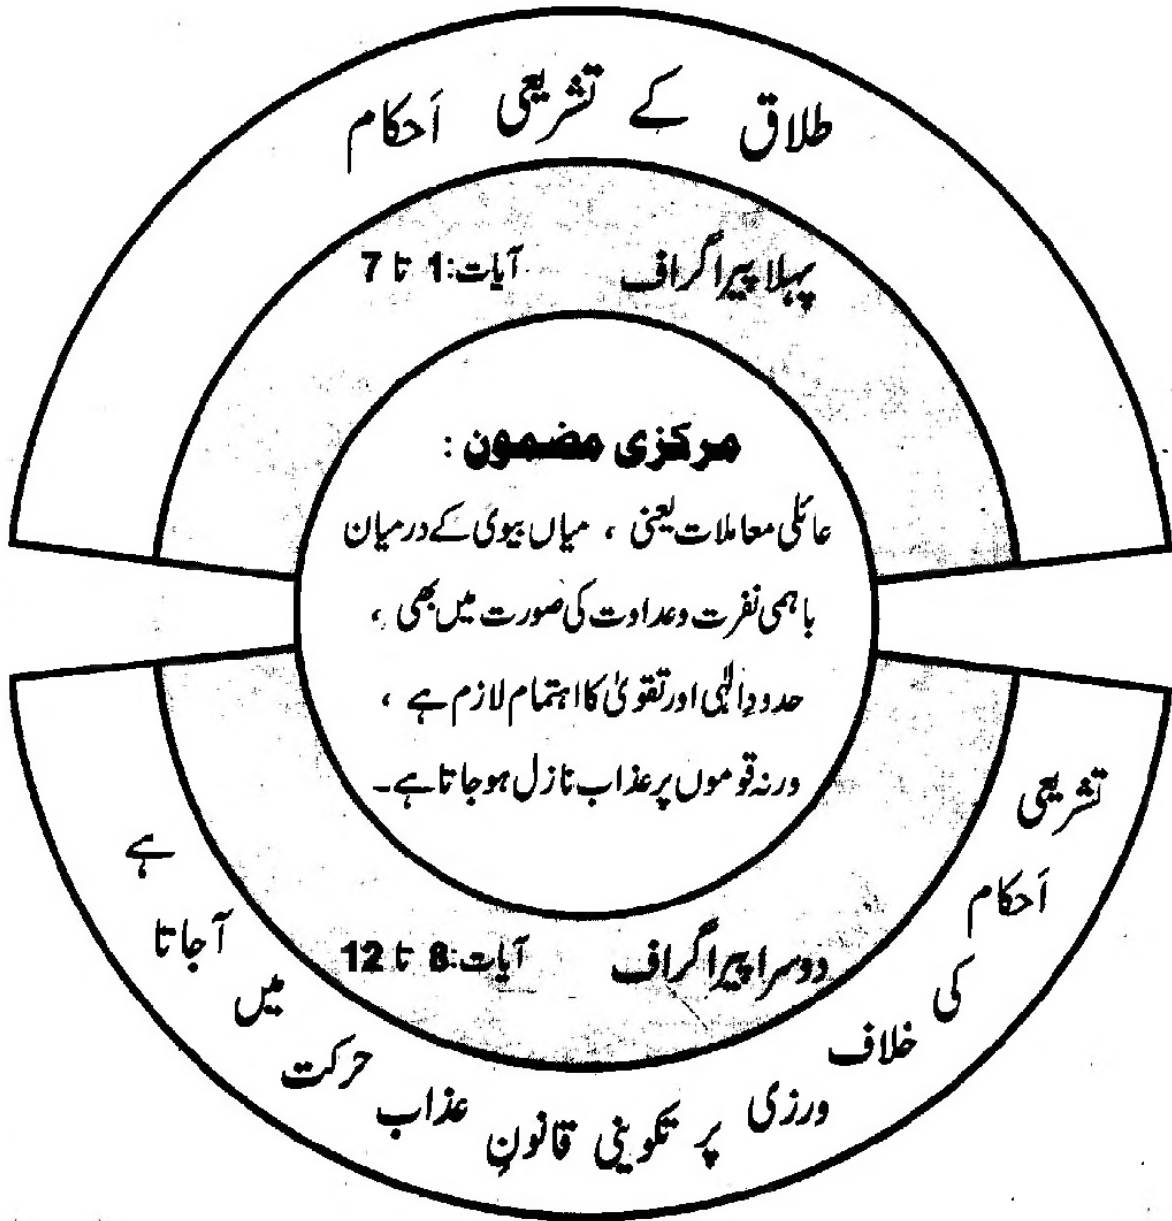 طلاق کے تشریعی اَحکام
پہلا پیراگراف آیات:1 تا 7
مرکزی مضمون :
عائلی معاملات یعنی ، میاں بیوی کے درمیان
باہمی نفرت وعداوت کی صورت میں بھی ،
حدودِالٰہی اورتقویٰ کا اہتمام لازم ہے ،
ورنہ قوموں پر عذاب نازل ہوجاتا ہے۔
دوسرا پیراگراف آیات:8 تا 12
تشریعی اَحکام کی خلاف ورزی پر تکوینی قانونِ عذاب حرکت میں آجاتا ہے